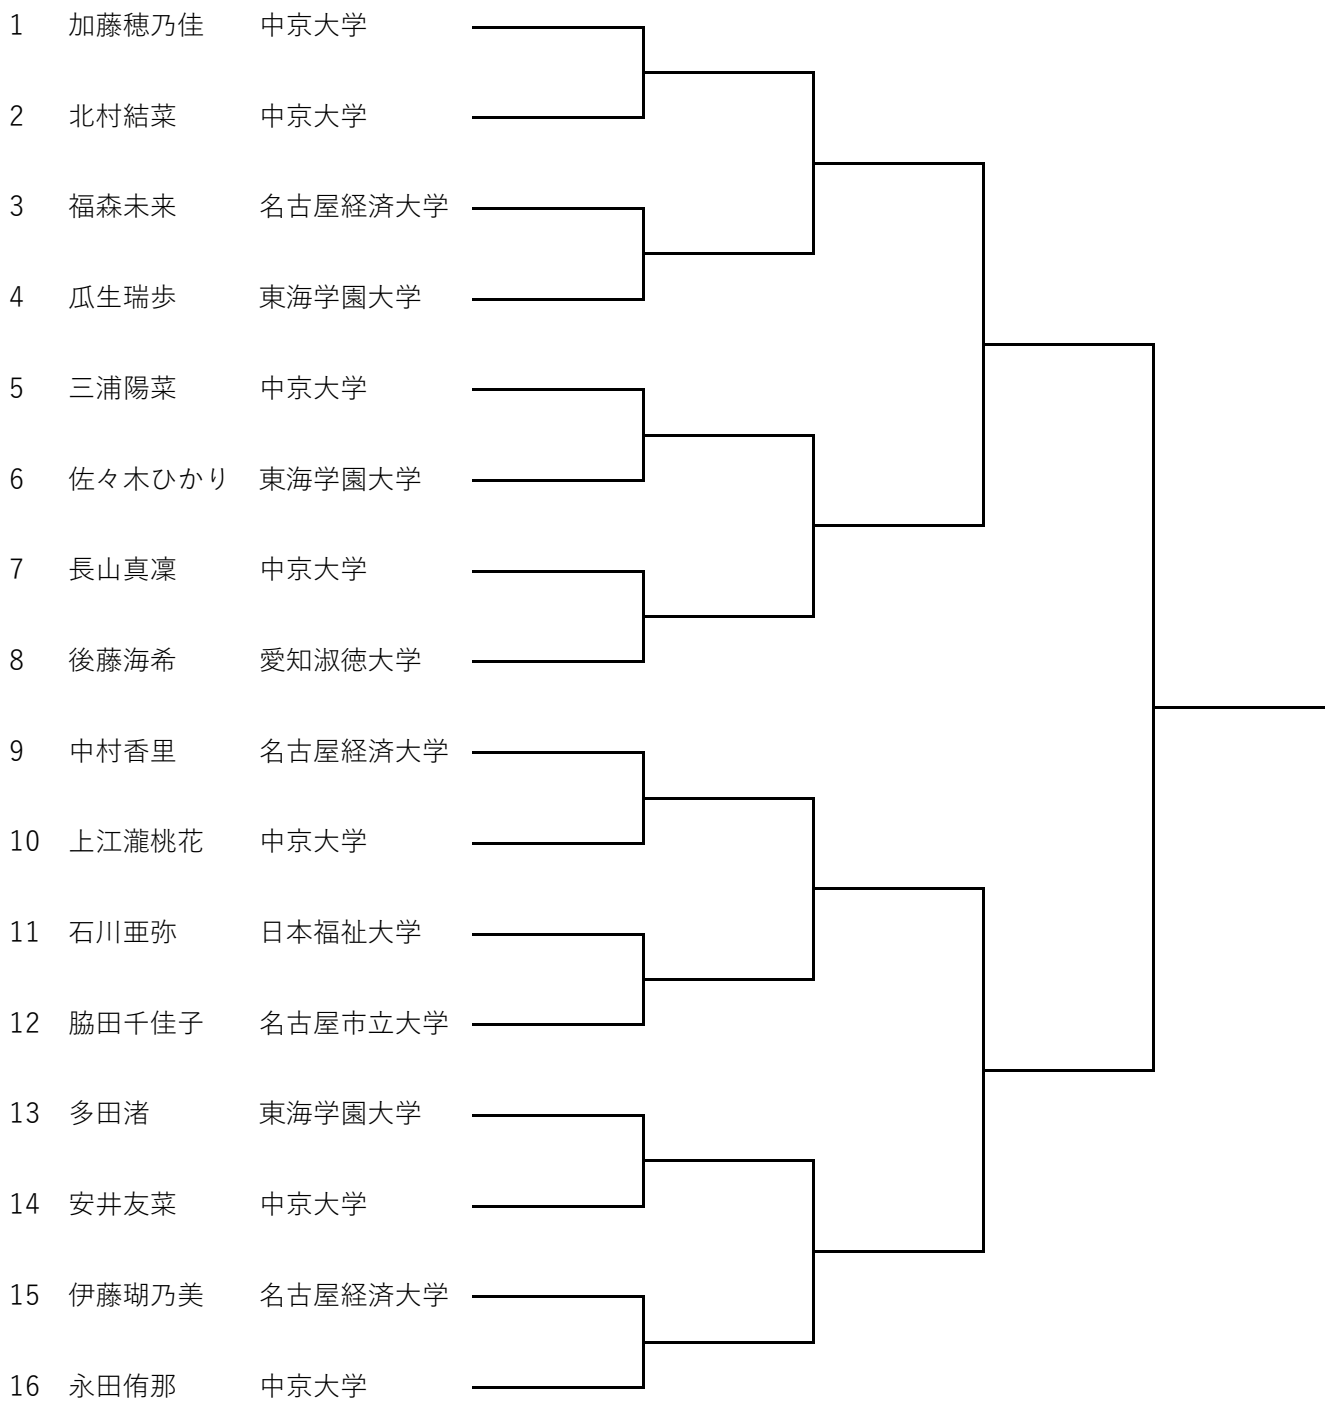 1 加藤穂乃佳 中京大学
2 北村結菜 中京大学
3 福森未来 名古屋経済大学
4 瓜生瑞歩 東海学園大学
5 三浦陽菜 中京大学
6 佐々木ひかり 東海学園大学
7 長山真凜 中京大学
8 後藤海希 愛知淑徳大学
9 中村香里 名古屋経済大学
10 上江瀧桃花 中京大学
11 石川亜弥 日本福祉大学
12 脇田千佳子 名古屋市立大学
13 多田渚 東海学園大学
14 安井友菜 中京大学
15 伊藤瑚乃美 名古屋経済大学
16 永田侑那 中京大学